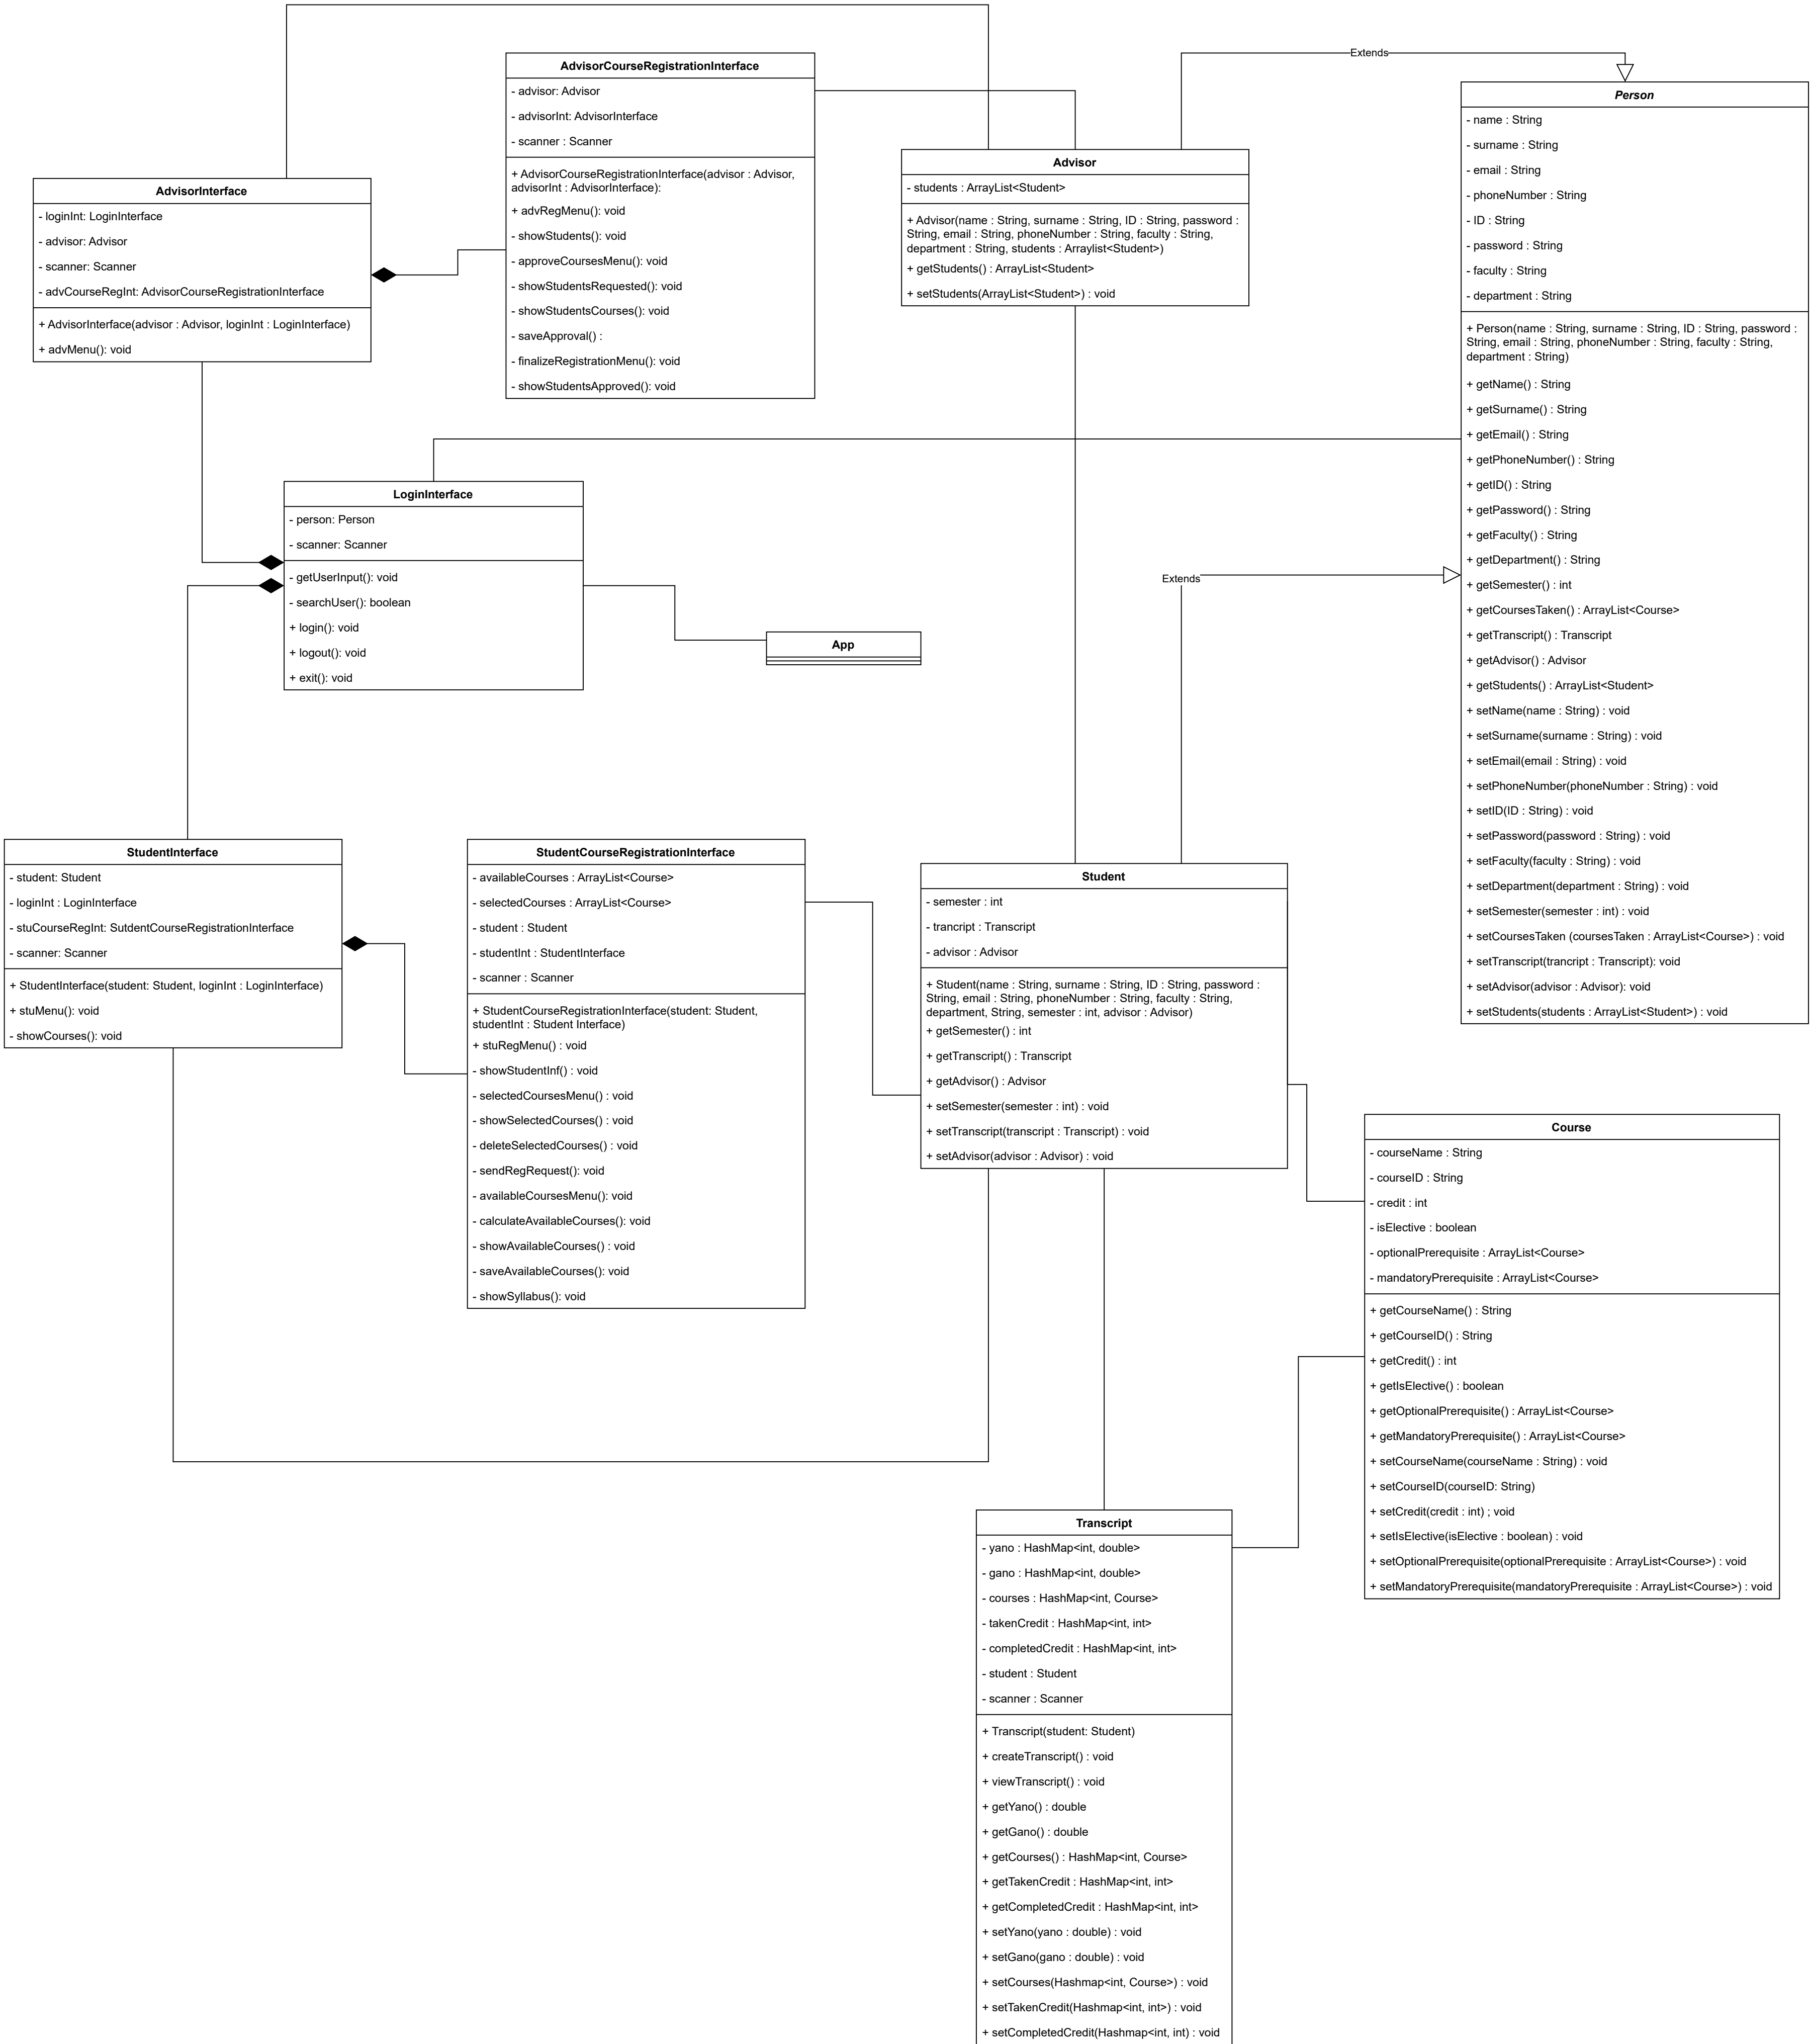 Extends
AdvisorCourseRegistrationInterface
- advisor: Advisor
- advisorInt: AdvisorInterface
- scanner : Scanner
+ AdvisorCourseRegistrationInterface(advisor : Advisor,
advisorInt : AdvisorInterface):
+ advRegMenu(): void
- showStudents(): void
- approveCoursesMenu(): void
- showStudentsRequested(): void
- showStudentsCourses(): void
- saveApproval() :
- finalizeRegistrationMenu(): void
- showStudentsApproved(): void
Person
- name : String
- surname : String
- email : String
- phoneNumber : String
- ID : String
- password : String
- faculty : String
- department : String
+ Person(name : String, surname : String, ID : String, password :
String, email : String, phoneNumber : String, faculty : String,
department : String)
+ getName() : String
+ getSurname() : String
+ getEmail() : String
+ getPhoneNumber() : String
+ getID() : String
+ getPassword() : String
+ getFaculty() : String
+ getDepartment() : String
+ getSemester() : int
+ getCoursesTaken() : ArrayList<Course>
+ getTranscript() : Transcript
+ getAdvisor() : Advisor
+ getStudents() : ArrayList<Student>
+ setName(name : String) : void
+ setSurname(surname : String) : void
+ setEmail(email : String) : void
+ setPhoneNumber(phoneNumber : String) : void
+ setID(ID : String) : void
+ setPassword(password : String) : void
+ setFaculty(faculty : String) : void
+ setDepartment(department : String) : void
+ setSemester(semester : int) : void
+ setCoursesTaken (coursesTaken : ArrayList<Course>) : void
+ setTranscript(trancript : Transcript): void
+ setAdvisor(advisor : Advisor): void
+ setStudents(students : ArrayList<Student>) : void
Advisor
- students : ArrayList<Student>
+ Advisor(name : String, surname : String, ID : String, password :
String, email : String, phoneNumber : String, faculty : String,
department : String, students : Arraylist<Student>)
+ getStudents() : ArrayList<Student>
+ setStudents(ArrayList<Student>) : void
AdvisorInterface
- loginInt: LoginInterface
- advisor: Advisor
- scanner: Scanner
- advCourseRegInt: AdvisorCourseRegistrationInterface
+ AdvisorInterface(advisor : Advisor, loginInt : LoginInterface)
+ advMenu(): void
LoginInterface
- person: Person
- scanner: Scanner
- getUserInput(): void
- searchUser(): boolean
+ login(): void
+ logout(): void
+ exit(): void
Extends
App
StudentInterface
- student: Student
- loginInt : LoginInterface
- stuCourseRegInt: SutdentCourseRegistrationInterface
- scanner: Scanner
+ StudentInterface(student: Student, loginInt : LoginInterface)
+ stuMenu(): void
- showCourses(): void
StudentCourseRegistrationInterface
- availableCourses : ArrayList<Course>
- selectedCourses : ArrayList<Course>
- student : Student
- studentInt : StudentInterface
- scanner : Scanner
+ StudentCourseRegistrationInterface(student: Student,
studentInt : Student Interface)
+ stuRegMenu() : void
- showStudentInf() : void
- selectedCoursesMenu() : void
- showSelectedCourses() : void
- deleteSelectedCourses() : void
- sendRegRequest(): void
- availableCoursesMenu(): void
- calculateAvailableCourses(): void
- showAvailableCourses() : void
- saveAvailableCourses(): void
- showSyllabus(): void
Student
- semester : int
- trancript : Transcript
- advisor : Advisor
+ Student(name : String, surname : String, ID : String, password :
String, email : String, phoneNumber : String, faculty : String,
department, String, semester : int, advisor : Advisor)
+ getSemester() : int
+ getTranscript() : Transcript
+ getAdvisor() : Advisor
+ setSemester(semester : int) : void
+ setTranscript(transcript : Transcript) : void
+ setAdvisor(advisor : Advisor) : void
Course
- courseName : String
- courseID : String
- credit : int
- isElective : boolean
- optionalPrerequisite : ArrayList<Course>
- mandatoryPrerequisite : ArrayList<Course>
+ getCourseName() : String
+ getCourseID() : String
+ getCredit() : int
+ getIsElective() : boolean
+ getOptionalPrerequisite() : ArrayList<Course>
+ getMandatoryPrerequisite() : ArrayList<Course>
+ setCourseName(courseName : String) : void
+ setCourseID(courseID: String)
+ setCredit(credit : int) ; void
+ setIsElective(isElective : boolean) : void
+ setOptionalPrerequisite(optionalPrerequisite : ArrayList<Course>) : void
+ setMandatoryPrerequisite(mandatoryPrerequisite : ArrayList<Course>) : void
Transcript
- yano : HashMap<int, double>
- gano : HashMap<int, double>
- courses : HashMap<int, Course>
- takenCredit : HashMap<int, int>
- completedCredit : HashMap<int, int>
- student : Student
- scanner : Scanner
+ Transcript(student: Student)
+ createTranscript() : void
+ viewTranscript() : void
+ getYano() : double
+ getGano() : double
+ getCourses() : HashMap<int, Course>
+ getTakenCredit : HashMap<int, int>
+ getCompletedCredit : HashMap<int, int>
+ setYano(yano : double) : void
+ setGano(gano : double) : void
+ setCourses(Hashmap<int, Course>) : void
+ setTakenCredit(Hashmap<int, int>) : void
+ setCompletedCredit(Hashmap<int, int) : void